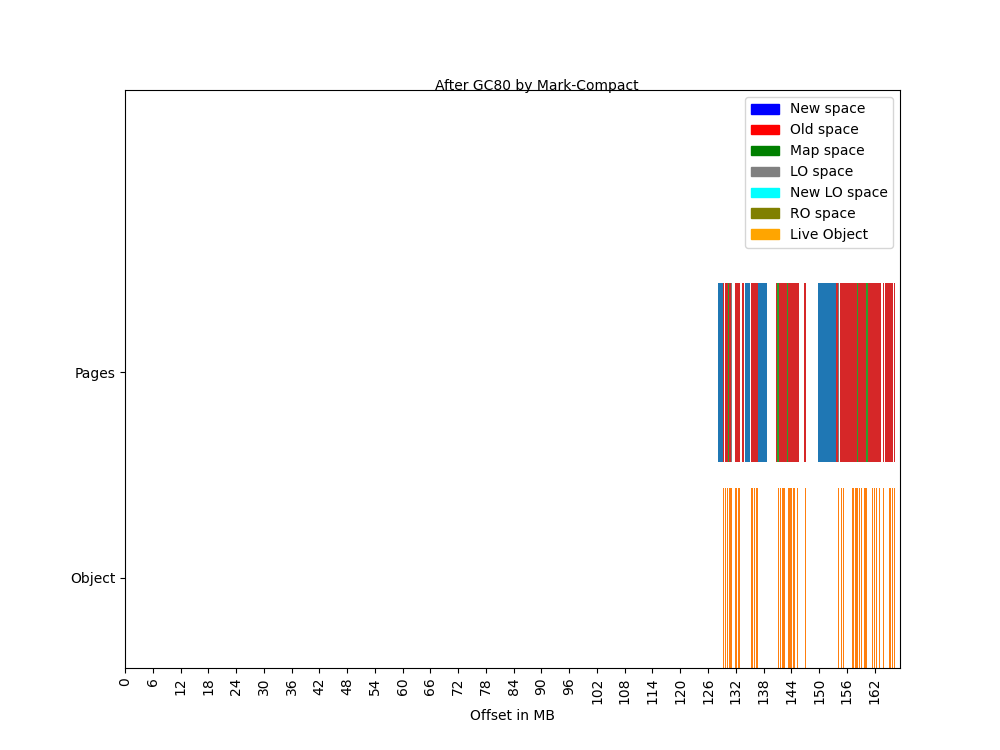 After GC80 by Mark-Compact
New space
Old space
Map space
LO space
New LO space
RO space
Live Object
Pages
Object
0 6 12 18 24 30 36 42 48 54 60 66 72 78 84 90 96 102 108 114 120 126 132 138 144 150 156 162
Offset in MB